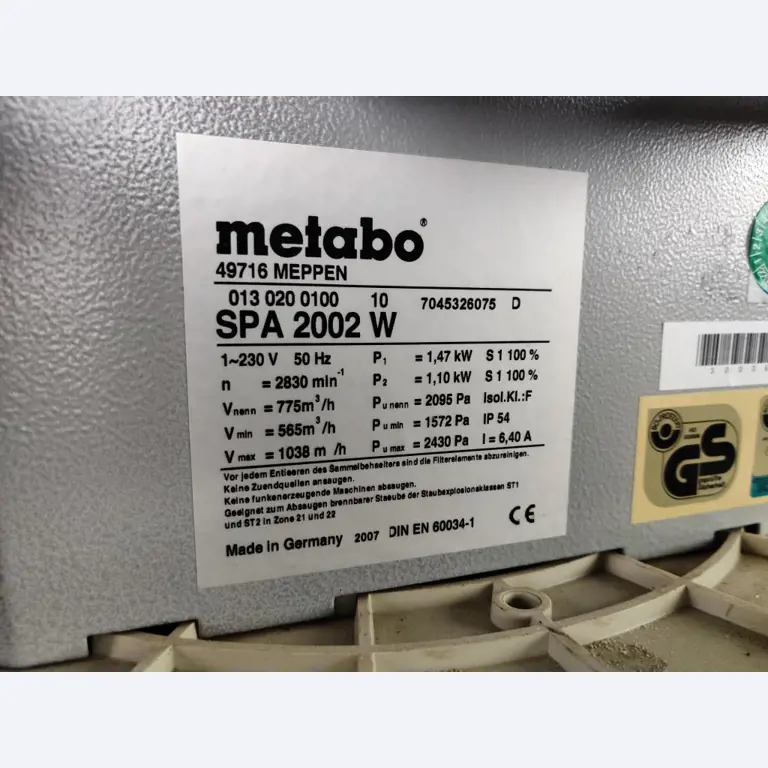 metabo®
49716 MEPPEN
013 020 0100 10 7045326075 D
SPA 2002 W
1~230 V 50 Hz P1 = 1,47 kW S 1 100 %
n = 2830 min-1 P2 = 1,10 kW S 1 100 %
Vnenn = 775m3/h Pu nenn = 2095 Pa Isol.Kl.:F
Vmin = 565m3/h Pu min = 1572 Pa IP 54
Vmax = 1038 m /h Pu max = 2430 Pa I = 6,40 A
Vor jedem Entleeren des Sammelbehaelters sind die Filterelemente abzureinigen.
Keine Zuendquellen ansaugen.
Keine funkenerzeugende Maschinen absaugen.
Geeignet zum Absaugen brennbarer Staeube der Staubexplosionsklassen ST1
und ST2 in Zone 21 und 22
Made in Germany 2007 DIN EN 60034-1 CE
GS
geprüfte
Sicherheit